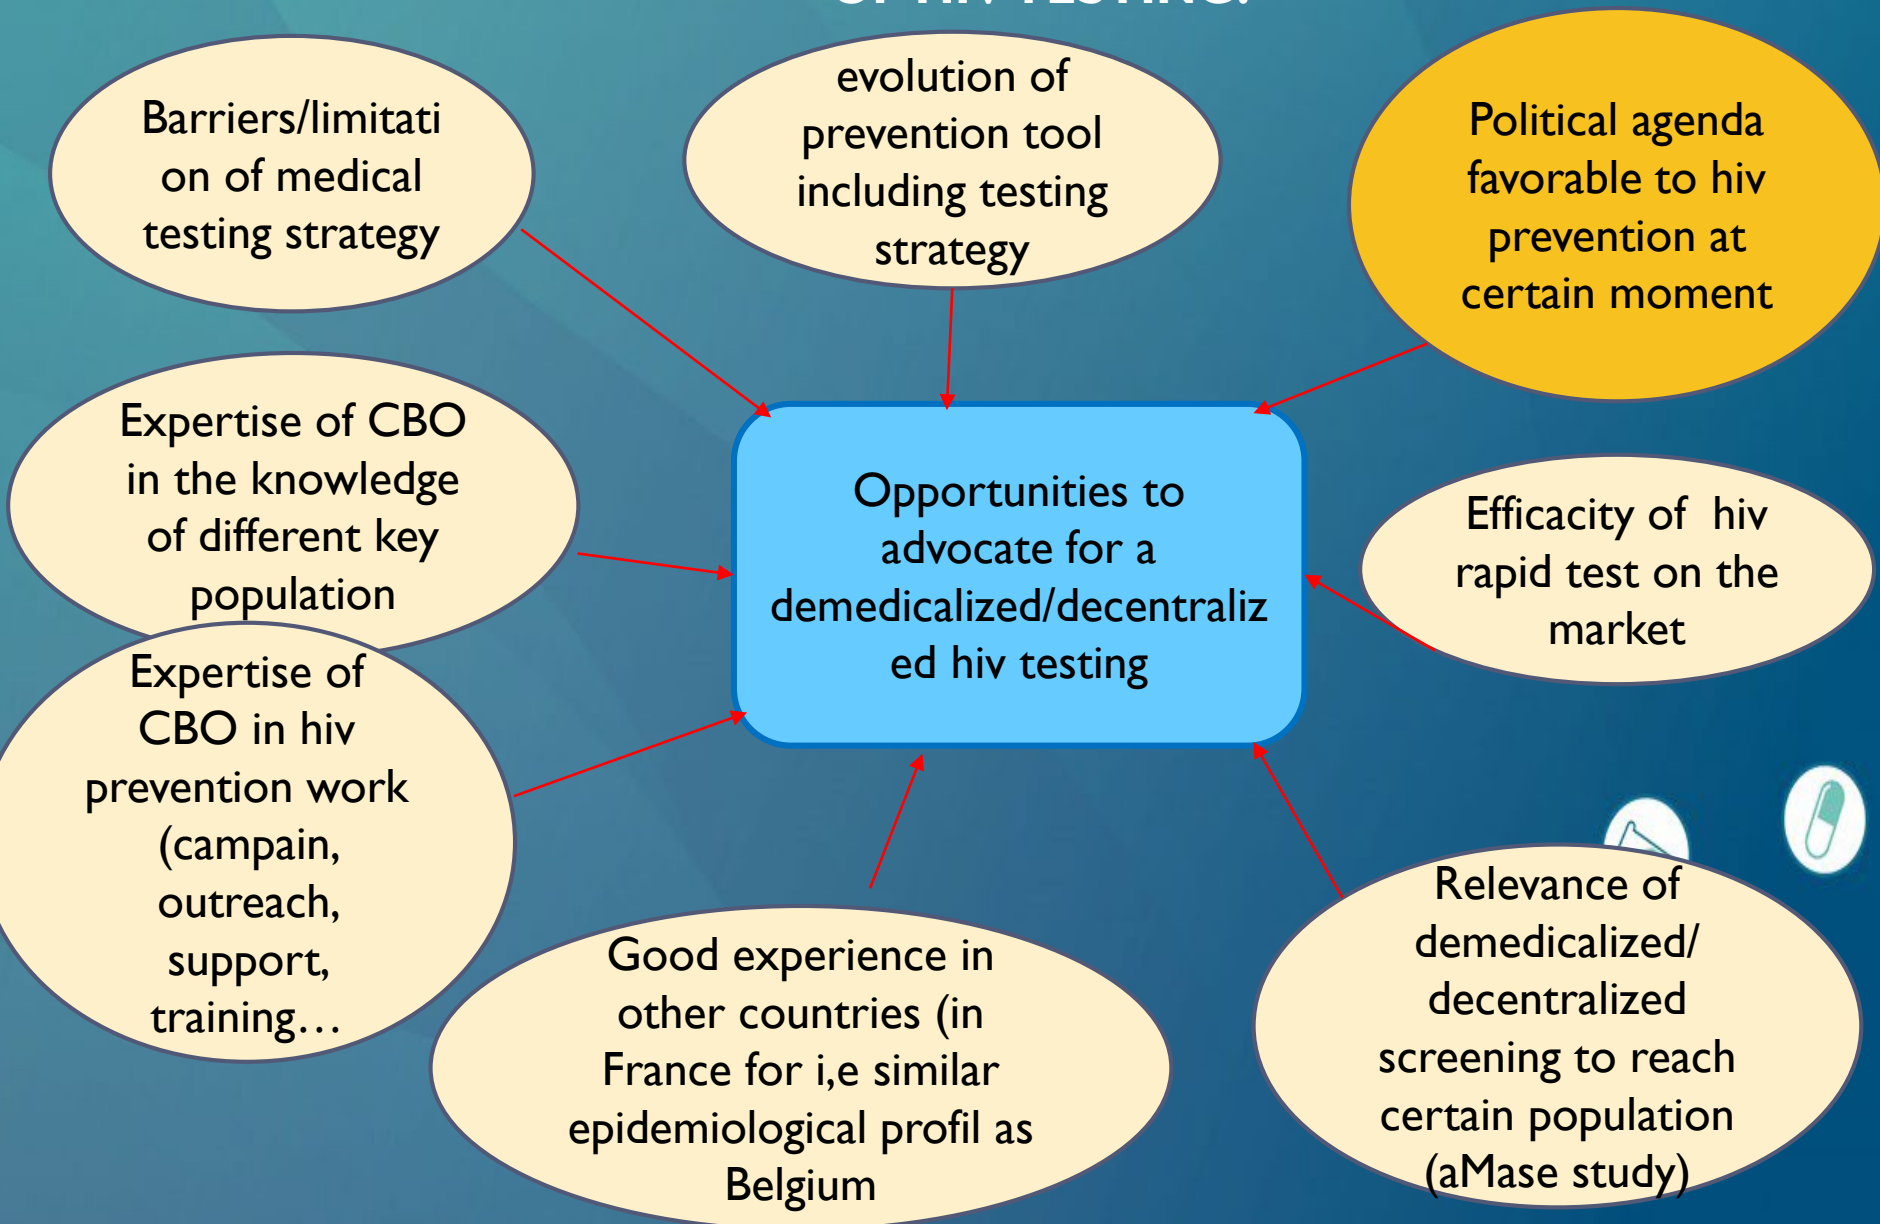 OF HIV TESTING.
Barriers/limitati
on of medical
testing strategy
evolution of
prevention tool
including testing
strategy
Political agenda
favorable to hiv
prevention at
certain moment
Expertise of CBO
in the knowledge
of different key
population
Opportunities to
advocate for a
demedicalized/decentraliz
ed hiv testing
Efficacity of  hiv
rapid test on the
market
Expertise of
CBO in hiv
prevention work
(campain,
outreach,
support,
training…
Good experience in
other countries (in
France for i,e similar
epidemiological profil as
Belgium
Relevance of
demedicalized/
decentralized
screening to reach
certain population
(aMase study)